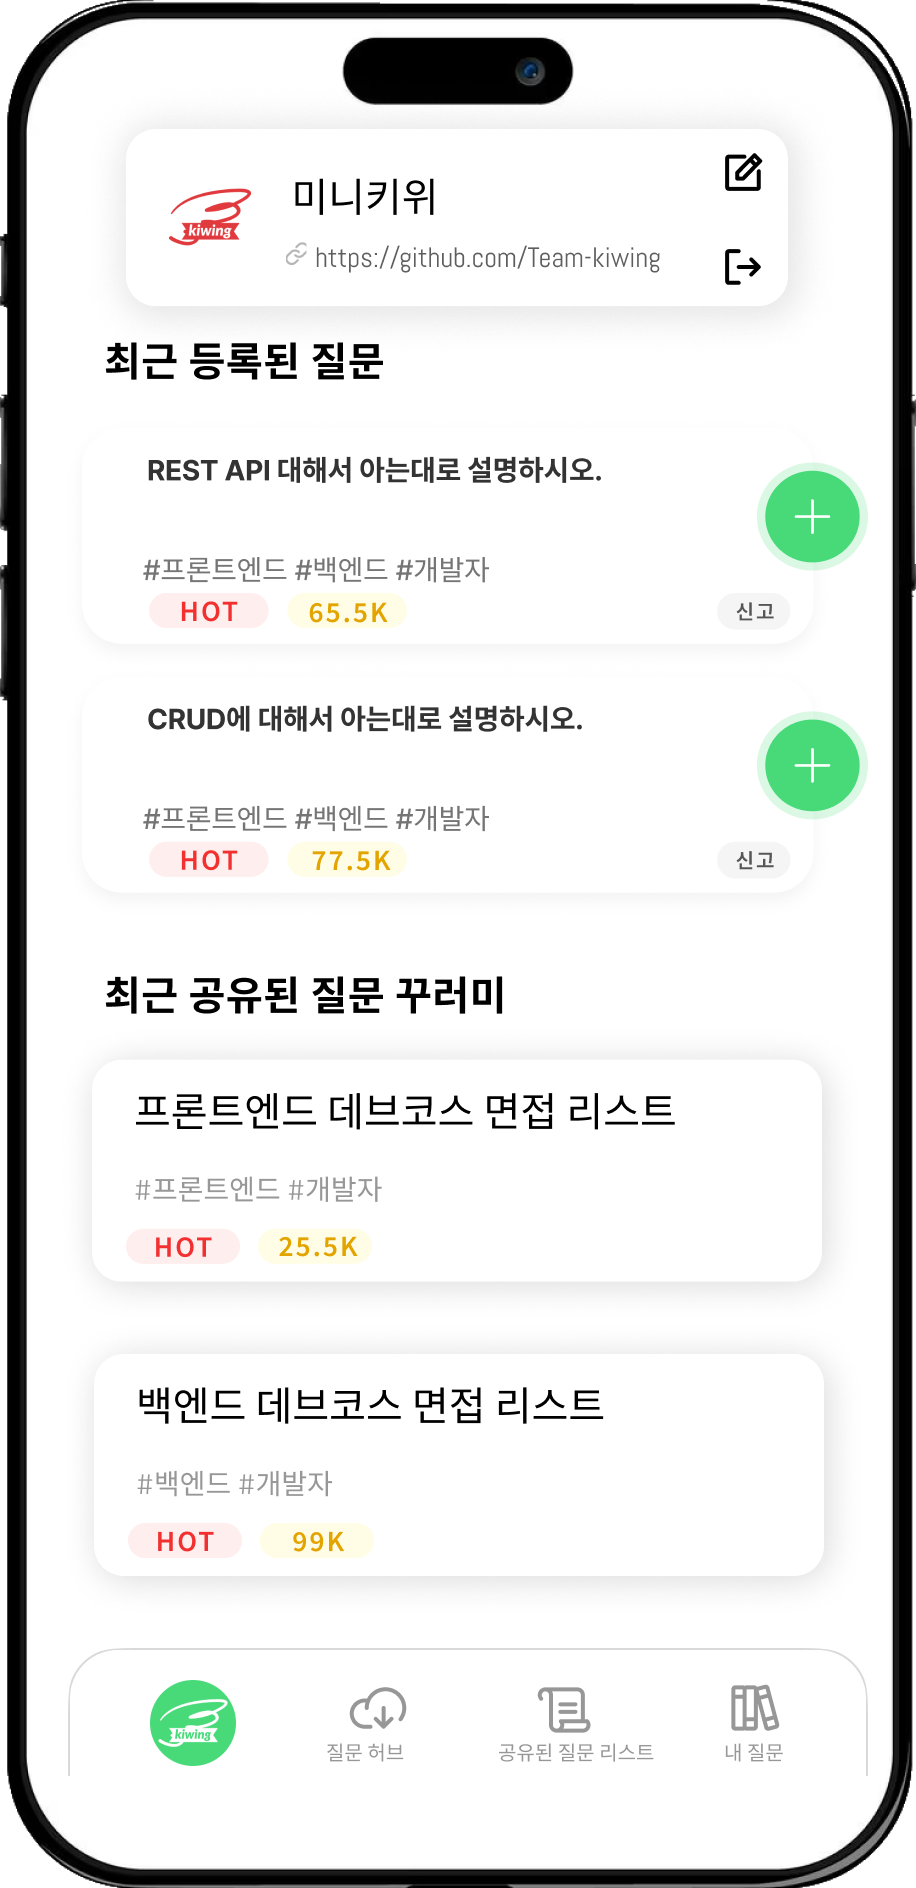 미니키위
kiwing
https://github.com/Team-kiwing
최근 등록된 질문
REST API 대해서 아는대로 설명하시오.
#프론트엔드 #백엔드 #개발자
HOT 65.5K 신고
CRUD에 대해서 아는대로 설명하시오.
#프론트엔드 #백엔드 #개발자
HOT 77.5K 신고
최근 공유된 질문 꾸러미
프론트엔드 데브코스 면접 리스트
#프론트엔드 #개발자
HOT 25.5K
백엔드 데브코스 면접 리스트
#백엔드 #개발자
HOT 99K
kiwing
질문 허브 공유된 질문 리스트 내 질문